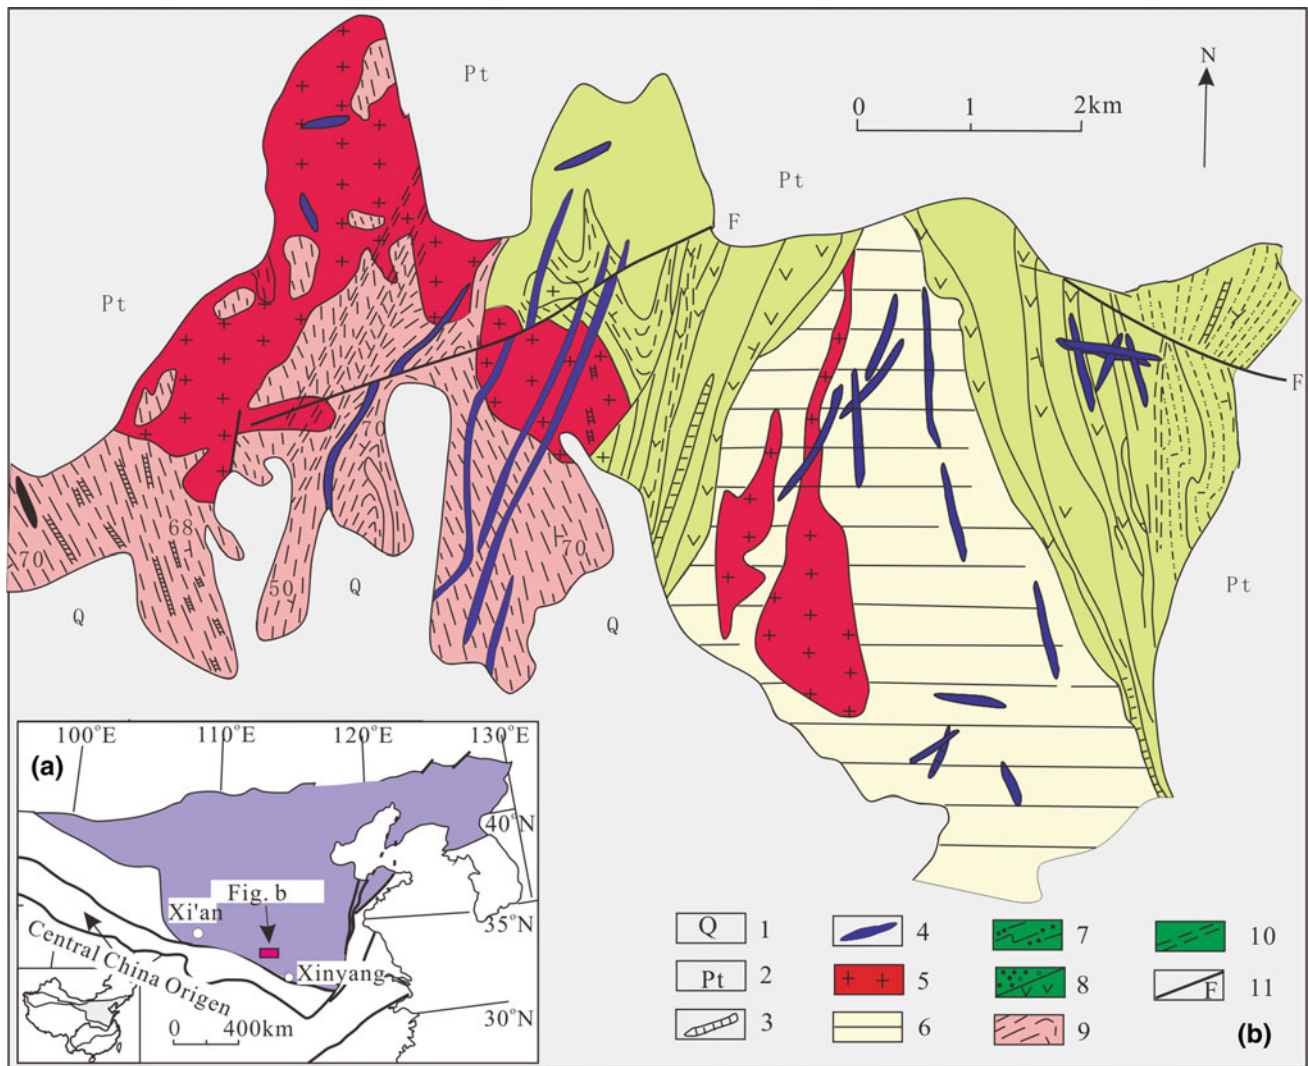 Pt
N
0 1 2km
Pt
F
Pt
F
70
68
50
70
Q
Q
Q
Pt
(a)
100°E 110°E 120°E 130°E
40°N
Fig. b
Xi'an
35°N
Central China Origen
Xinyang
0 400km
30°N
Q 1
4
7
10
Pt 2
5
8
F 11
3
6
9
(b)